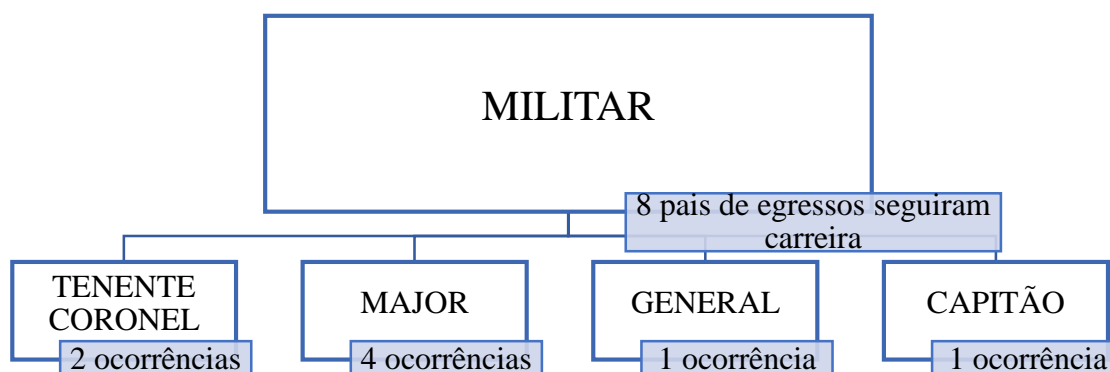 MILITAR
8 pais de egressos seguiram
carreira
TENENTE
CORONEL
2 ocorrências
MAJOR
4 ocorrências
GENERAL
1 ocorrência
CAPITÃO
1 ocorrência